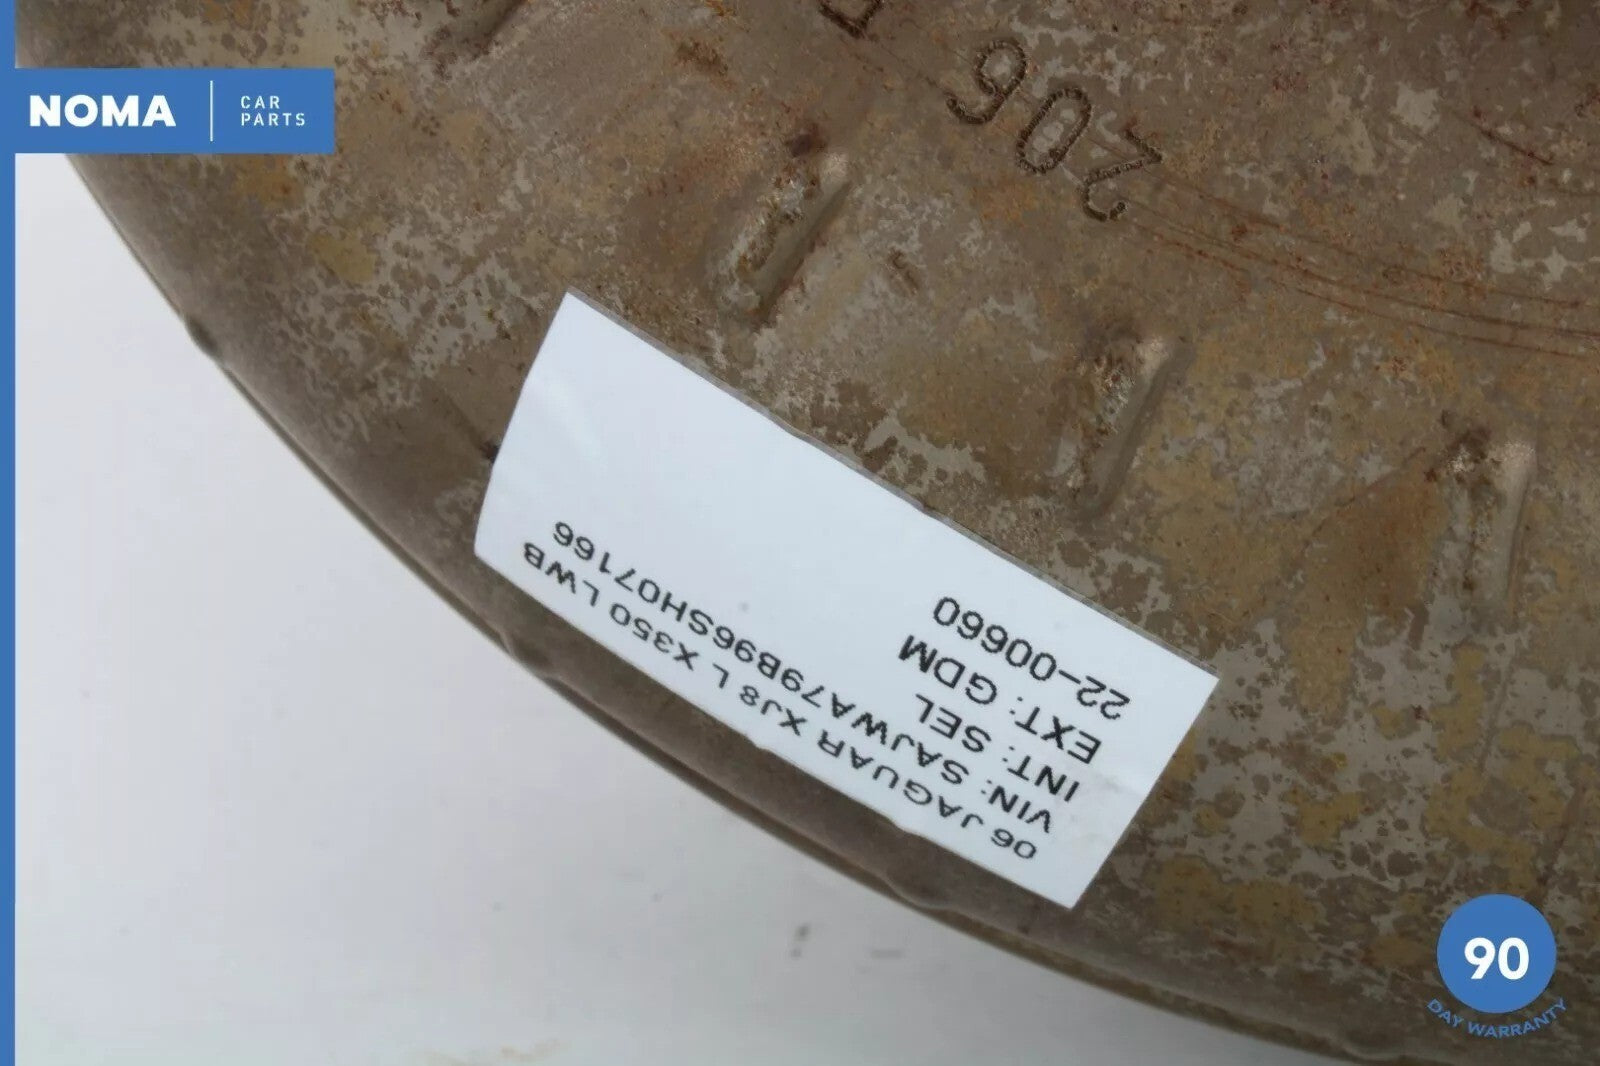 NOMA
CAR
PARTS
206
06 JAGUAR XJ8 L X350 LWB
VIN: SAJWA79B96SH07166
INT: SEL
EXT: GDM
22-00660
90
DAY WARRANTY